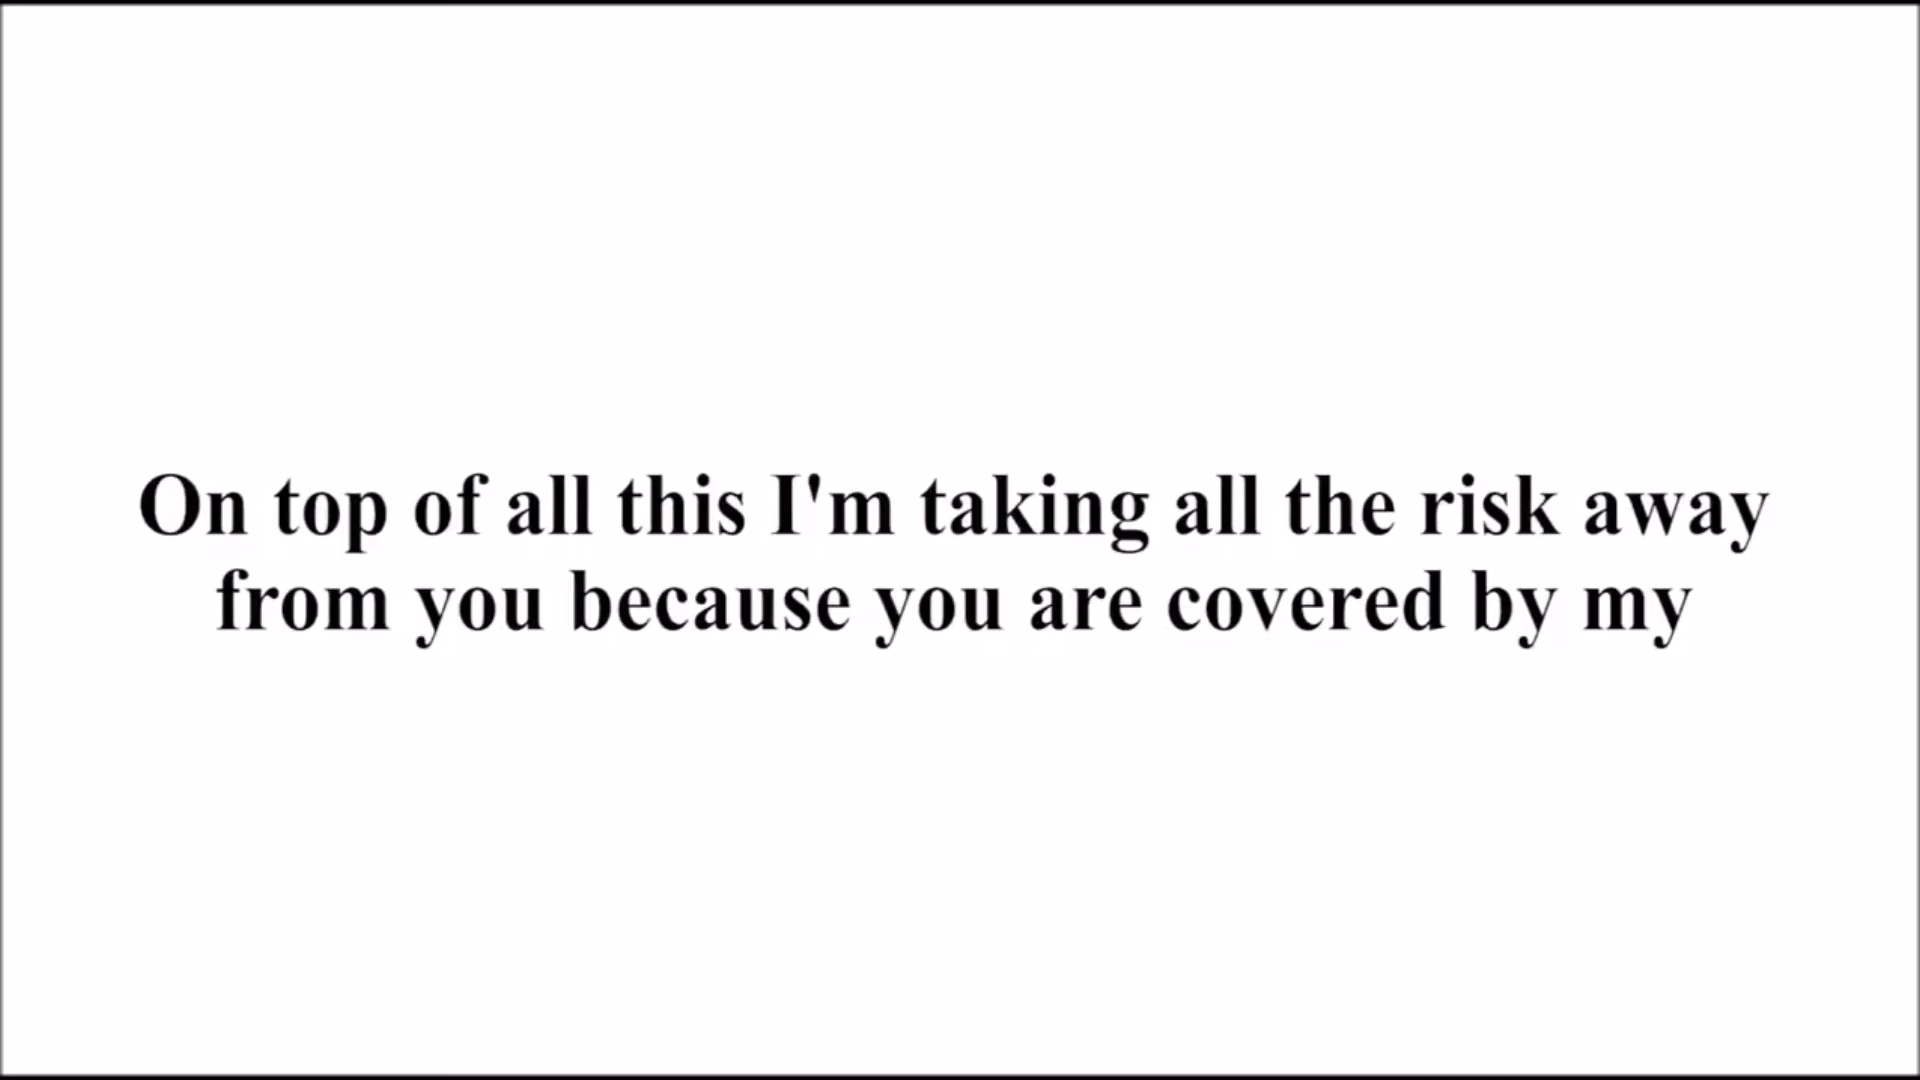 On top of all this I'm taking all the risk away
from you because you are covered by my